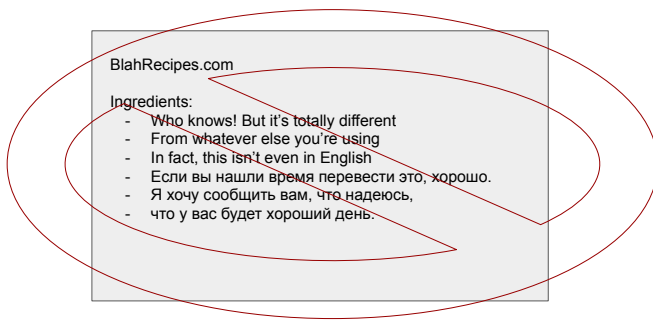 BlahRecipes.com
Ingredients:
- Who knows! But it's totally different
- From whatever else you're using
- In fact, this isn't even in English
- Если вы нашли время перевести это, хорошо.
- Я хочу сообщить вам, что надеюсь,
- что у вас будет хороший день.